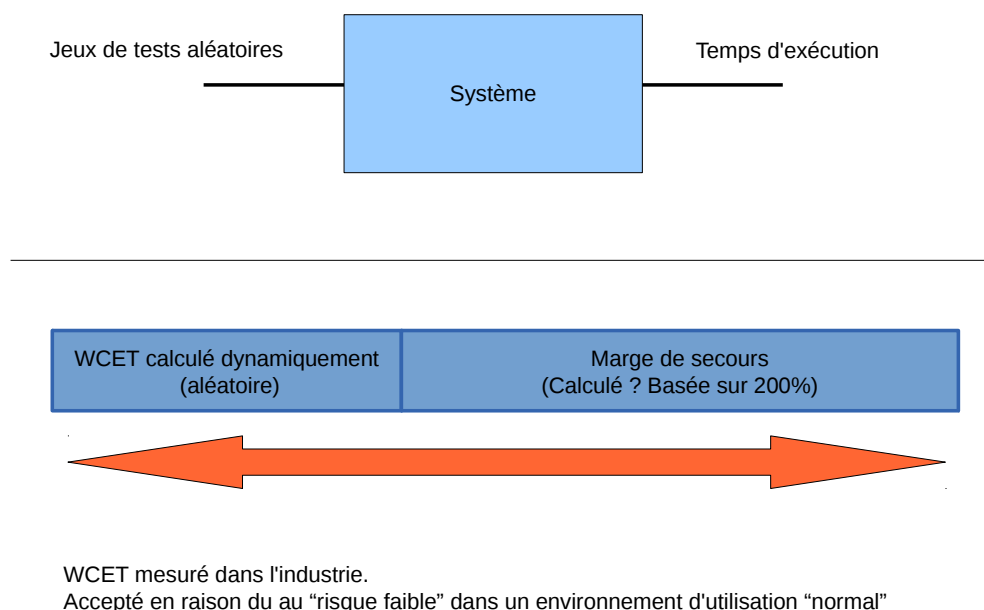 Jeux de tests aléatoires
Temps d'exécution
Système
WCET calculé dynamiquement
(aléatoire)
Marge de secours
(Calculé ? Basée sur 200%)
WCET mesuré dans l'industrie.
Accepté en raison du au “risque faible” dans un environnement d'utilisation “normal”